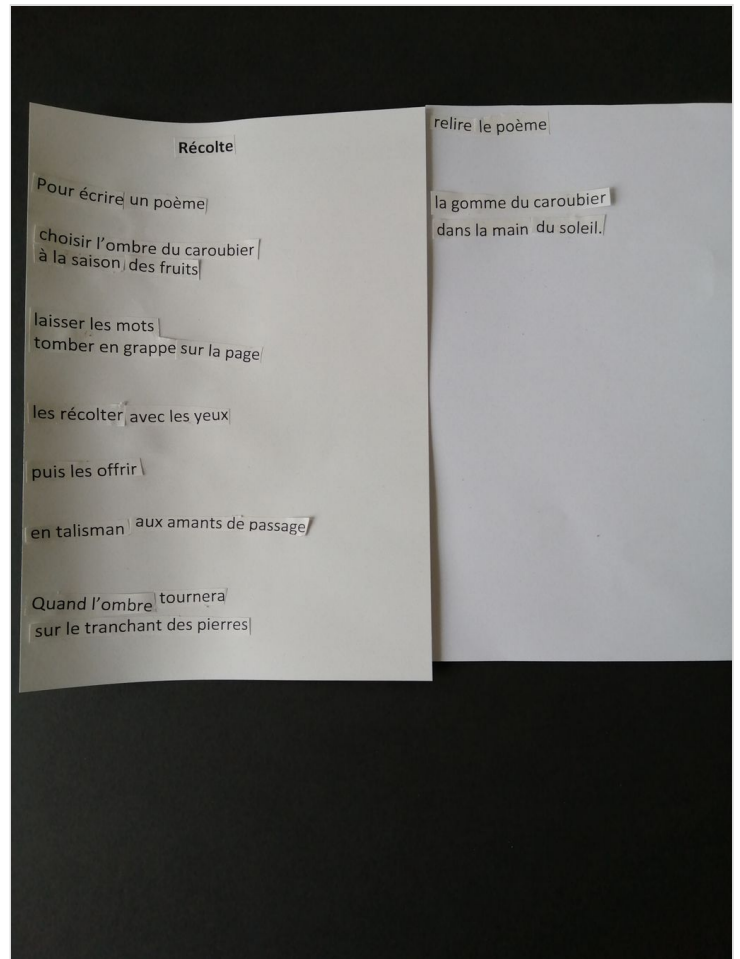 Récolte
Pour écrire un poème
choisir l'ombre du caroubier
à la saison des fruits
laisser les mots
tomber en grappe sur la page
les récolter avec les yeux
puis les offrir
en talisman aux amants de passage
Quand l'ombre tournera
sur le tranchant des pierres
relire le poème
la gomme du caroubier
dans la main du soleil.